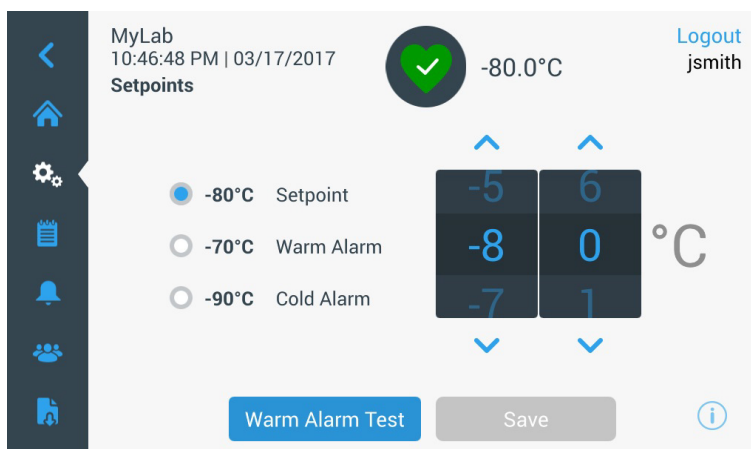 MyLab
10:46:48 PM | 03/17/2017
Setpoints
-80.0°C
Logout
jsmith
-80°C Setpoint
-70°C Warm Alarm
-90°C Cold Alarm
-5 6
-8 0 °C
-7 1
Warm Alarm Test
Save
i